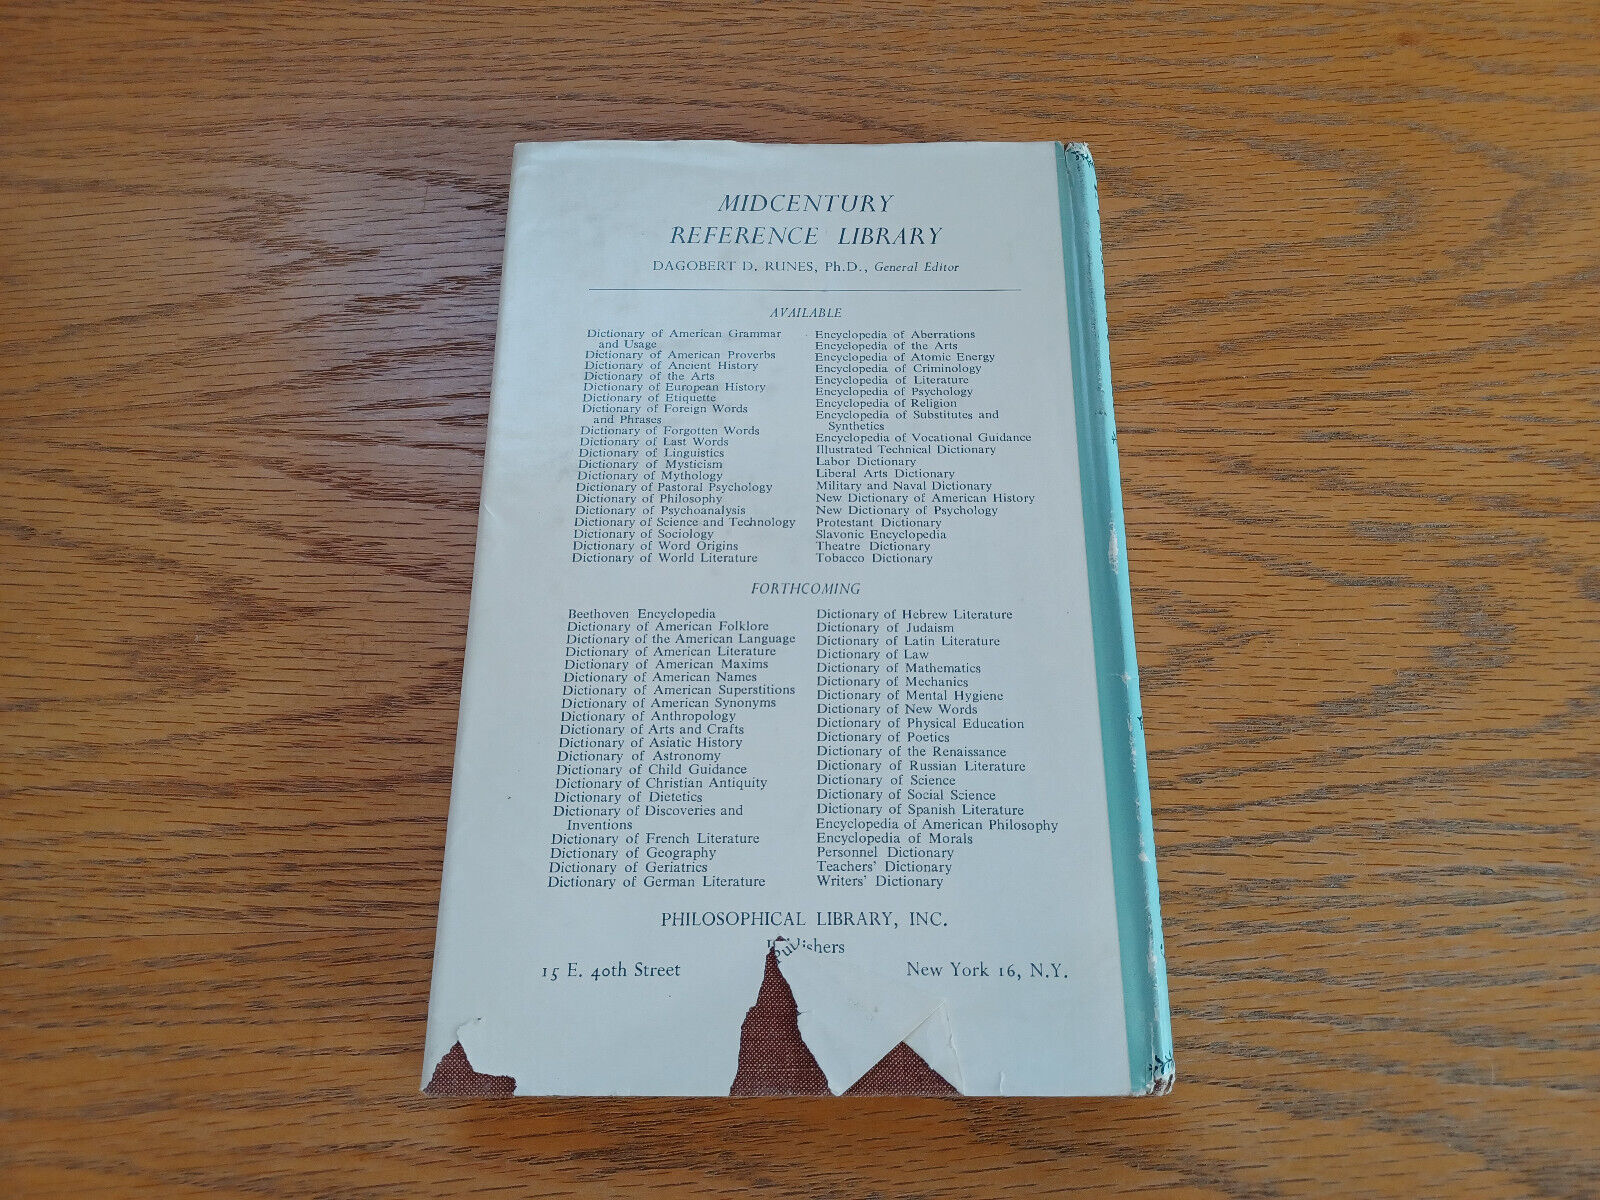 MIDCENTURY
REFERENCE LIBRARY
DAGOBERT D. RUNES, Ph.D., General Editor
AVAILABLE
Dictionary of American Grammar
and Usage
Dictionary of American Proverbs
Dictionary of Ancient History
Dictionary of the Arts
Dictionary of European History
Dictionary of Etiquette
Dictionary of Foreign Words
and Phrases
Dictionary of Forgotten Words
Dictionary of Last Words
Dictionary of Linguistics
Dictionary of Mysticism
Dictionary of Mythology
Dictionary of Pastoral Psychology
Dictionary of Philosophy
Dictionary of Psychoanalysis
Dictionary of Science and Technology
Dictionary of Sociology
Dictionary of Word Origins
Dictionary of World Literature
Encyclopedia of Aberrations
Encyclopedia of the Arts
Encyclopedia of Atomic Energy
Encyclopedia of Criminology
Encyclopedia of Literature
Encyclopedia of Psychology
Encyclopedia of Religion
Encyclopedia of Substitutes and
Synthetics
Encyclopedia of Vocational Guidance
Illustrated Technical Dictionary
Labor Dictionary
Liberal Arts Dictionary
Military and Naval Dictionary
New Dictionary of American History
New Dictionary of Psychology
Protestant Dictionary
Slavonic Encyclopedia
Theatre Dictionary
Tobacco Dictionary
FORTHCOMING
Beethoven Encyclopedia
Dictionary of American Folklore
Dictionary of the American Language
Dictionary of American Literature
Dictionary of American Maxims
Dictionary of American Names
Dictionary of American Superstitions
Dictionary of American Synonyms
Dictionary of Anthropology
Dictionary of Arts and Crafts
Dictionary of Asiatic History
Dictionary of Astronomy
Dictionary of Child Guidance
Dictionary of Christian Antiquity
Dictionary of Dietetics
Dictionary of Discoveries and
Inventions
Dictionary of French Literature
Dictionary of Geography
Dictionary of Geriatrics
Dictionary of German Literature
Dictionary of Hebrew Literature
Dictionary of Judaism
Dictionary of Latin Literature
Dictionary of Law
Dictionary of Mathematics
Dictionary of Mechanics
Dictionary of Mental Hygiene
Dictionary of New Words
Dictionary of Physical Education
Dictionary of Poetics
Dictionary of the Renaissance
Dictionary of Russian Literature
Dictionary of Science
Dictionary of Social Science
Dictionary of Spanish Literature
Encyclopedia of American Philosophy
Encyclopedia of Morals
Personnel Dictionary
Teachers' Dictionary
Writers' Dictionary
PHILOSOPHICAL LIBRARY, INC.
Publishers
15 E. 40th Street New York 16, N.Y.